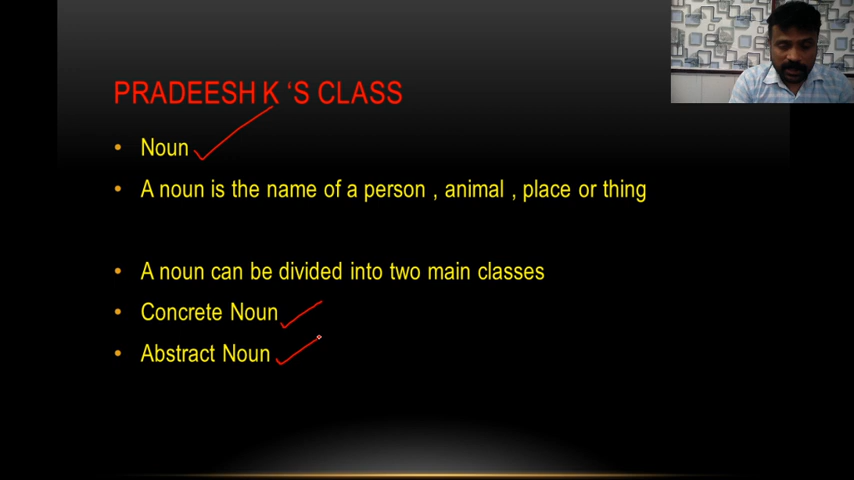 PRADEESH K ‘S CLASS
• Noun
• A noun is the name of a person , animal , place or thing
• A noun can be divided into two main classes
• Concrete Noun
• Abstract Noun